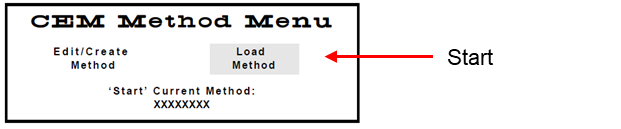 CEM Method Menu
Edit/Create
Method
Load
Method
Start
‘Start’ Current Method:
XXXXXXXX